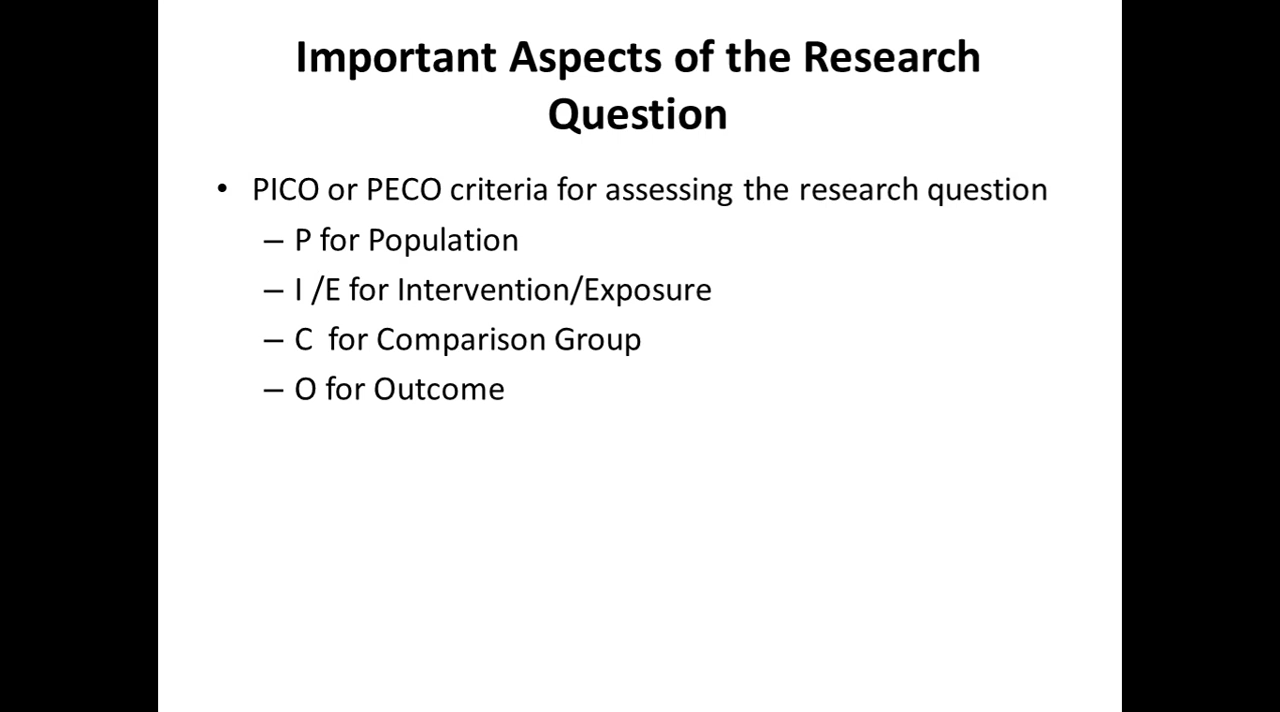 Important Aspects of the Research
Question
• PICO or PECO criteria for assessing the research question
– P for Population
– I /E for Intervention/Exposure
– C  for Comparison Group
– O for Outcome